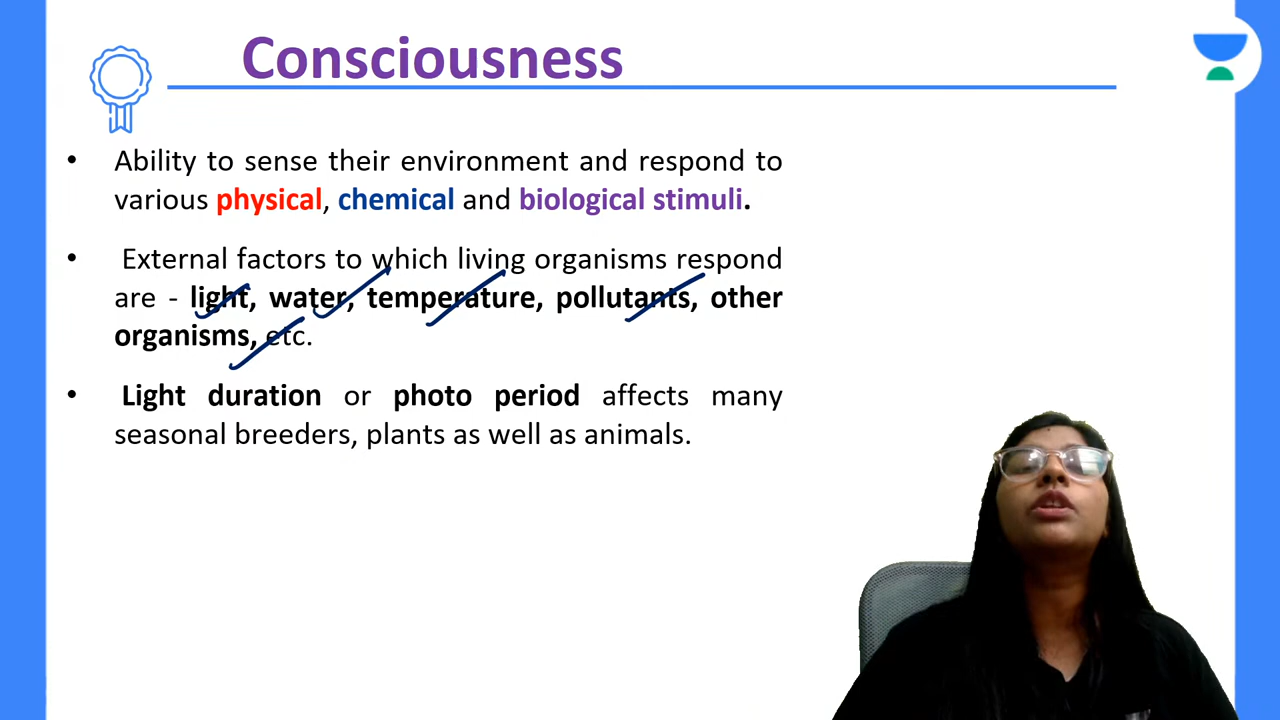 Consciousness
• Ability to sense their environment and respond to
various physical, chemical and biological stimuli.
• External factors to which living organisms respond
are - light, water, temperature, pollutants, other
organisms, etc.
• Light duration or photo period affects many
seasonal breeders, plants as well as animals.